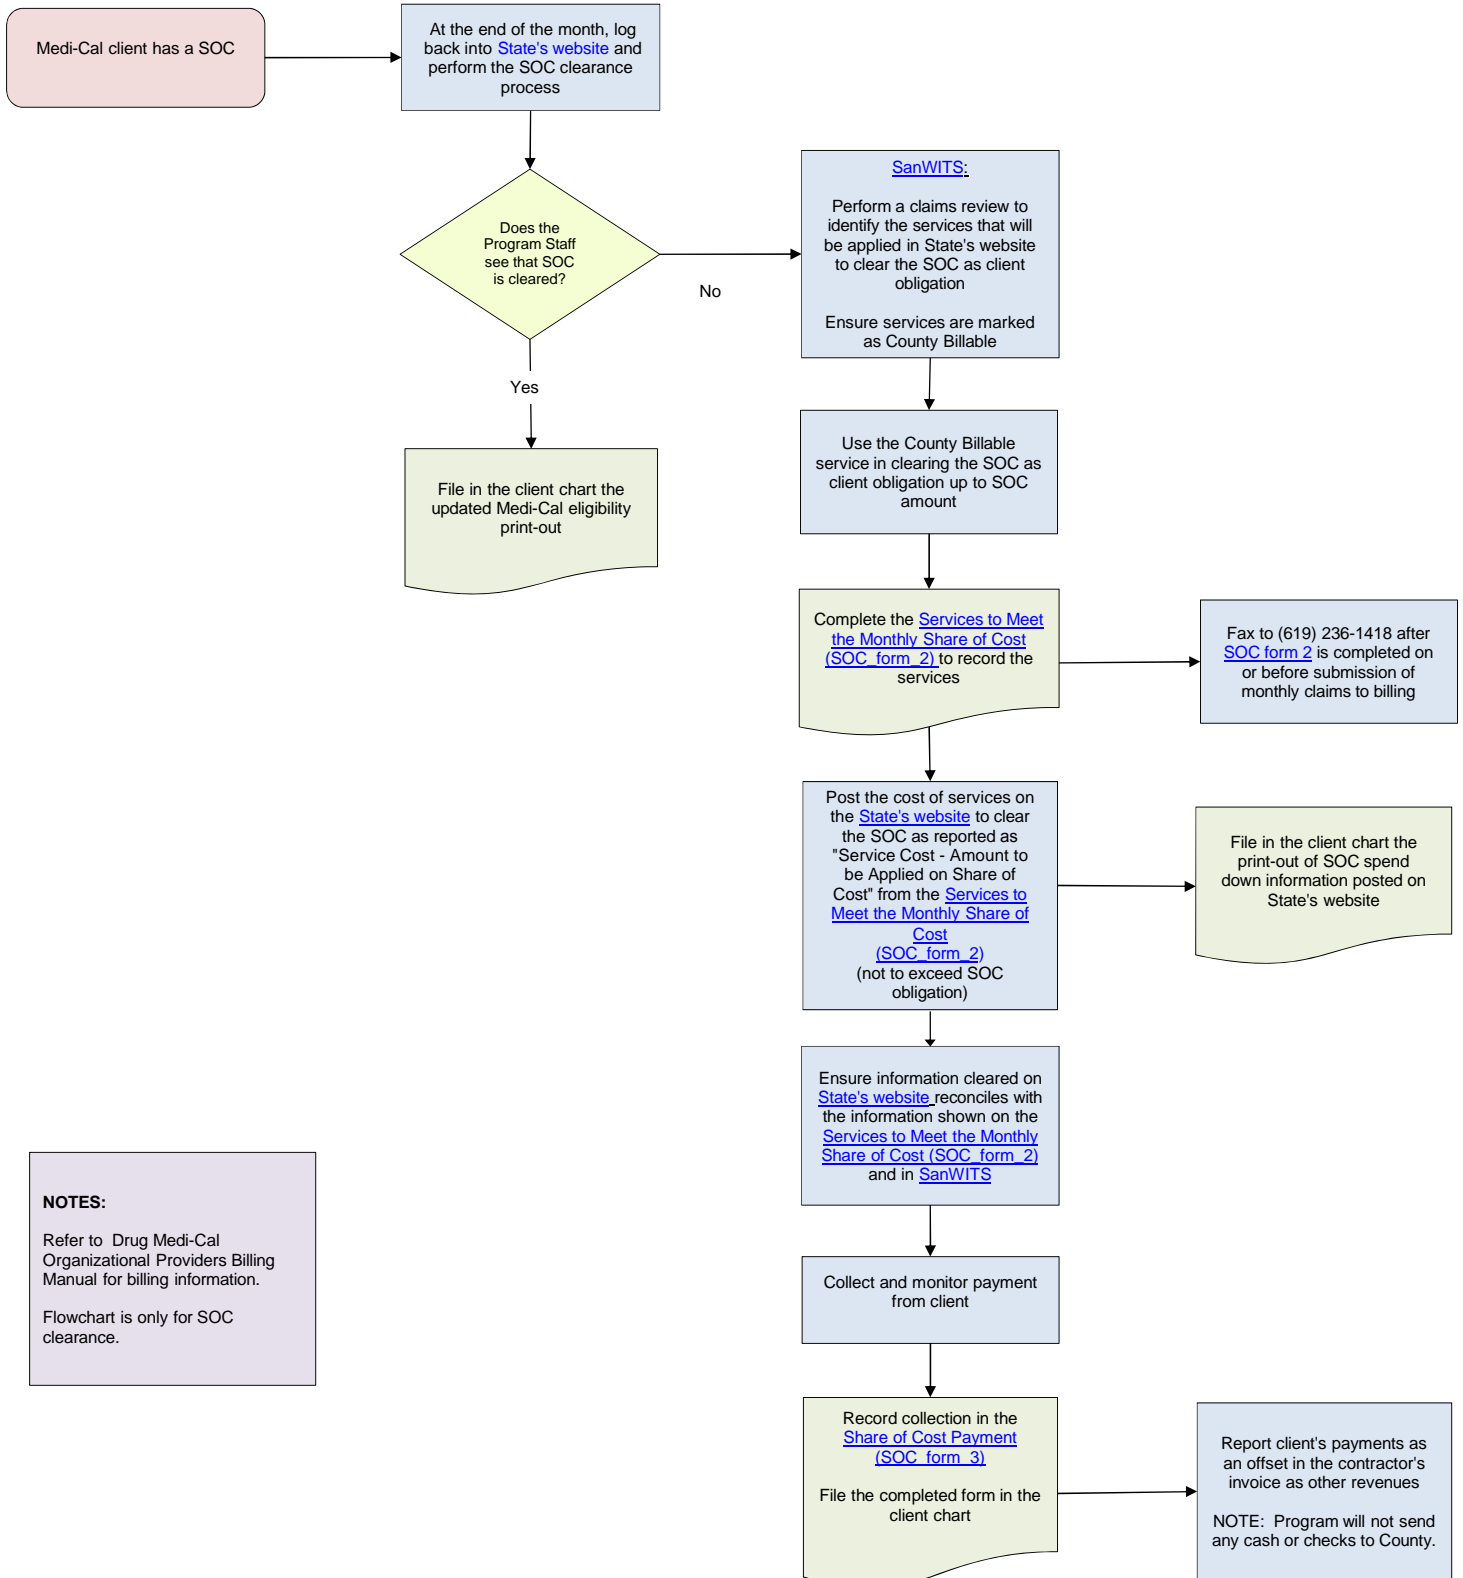 Medi-Cal client has a SOC
At the end of the month, log
back into State's website and
perform the SOC clearance
process
Does the
Program Staff
see that SOC
is cleared?
No
Yes
File in the client chart the
updated Medi-Cal eligibility
print-out
SanWITS:
Perform a claims review to
identify the services that will
be applied in State's website
to clear the SOC as client
obligation
Ensure services are marked
as County Billable
Use the County Billable
service in clearing the SOC as
client obligation up to SOC
amount
Complete the Services to Meet
the Monthly Share of Cost
(SOC_form_2) to record the
services
Fax to (619) 236-1418 after
SOC form 2 is completed on
or before submission of
monthly claims to billing
Post the cost of services on
the State's website to clear
the SOC as reported as
"Service Cost - Amount to
be Applied on Share of
Cost" from the Services to
Meet the Monthly Share of
Cost
(SOC_form_2)
(not to exceed SOC
obligation)
File in the client chart the
print-out of SOC spend
down information posted on
State's website
Ensure information cleared on
State's website reconciles with
the information shown on the
Services to Meet the Monthly
Share of Cost (SOC_form_2)
and in SanWITS
NOTES:
Refer to  Drug Medi-Cal
Organizational Providers Billing
Manual for billing information.
Flowchart is only for SOC
clearance.
Collect and monitor payment
from client
Record collection in the
Share of Cost Payment
(SOC_form_3)
File the completed form in the
client chart
Report client's payments as
an offset in the contractor's
invoice as other revenues
NOTE:  Program will not send
any cash or checks to County.